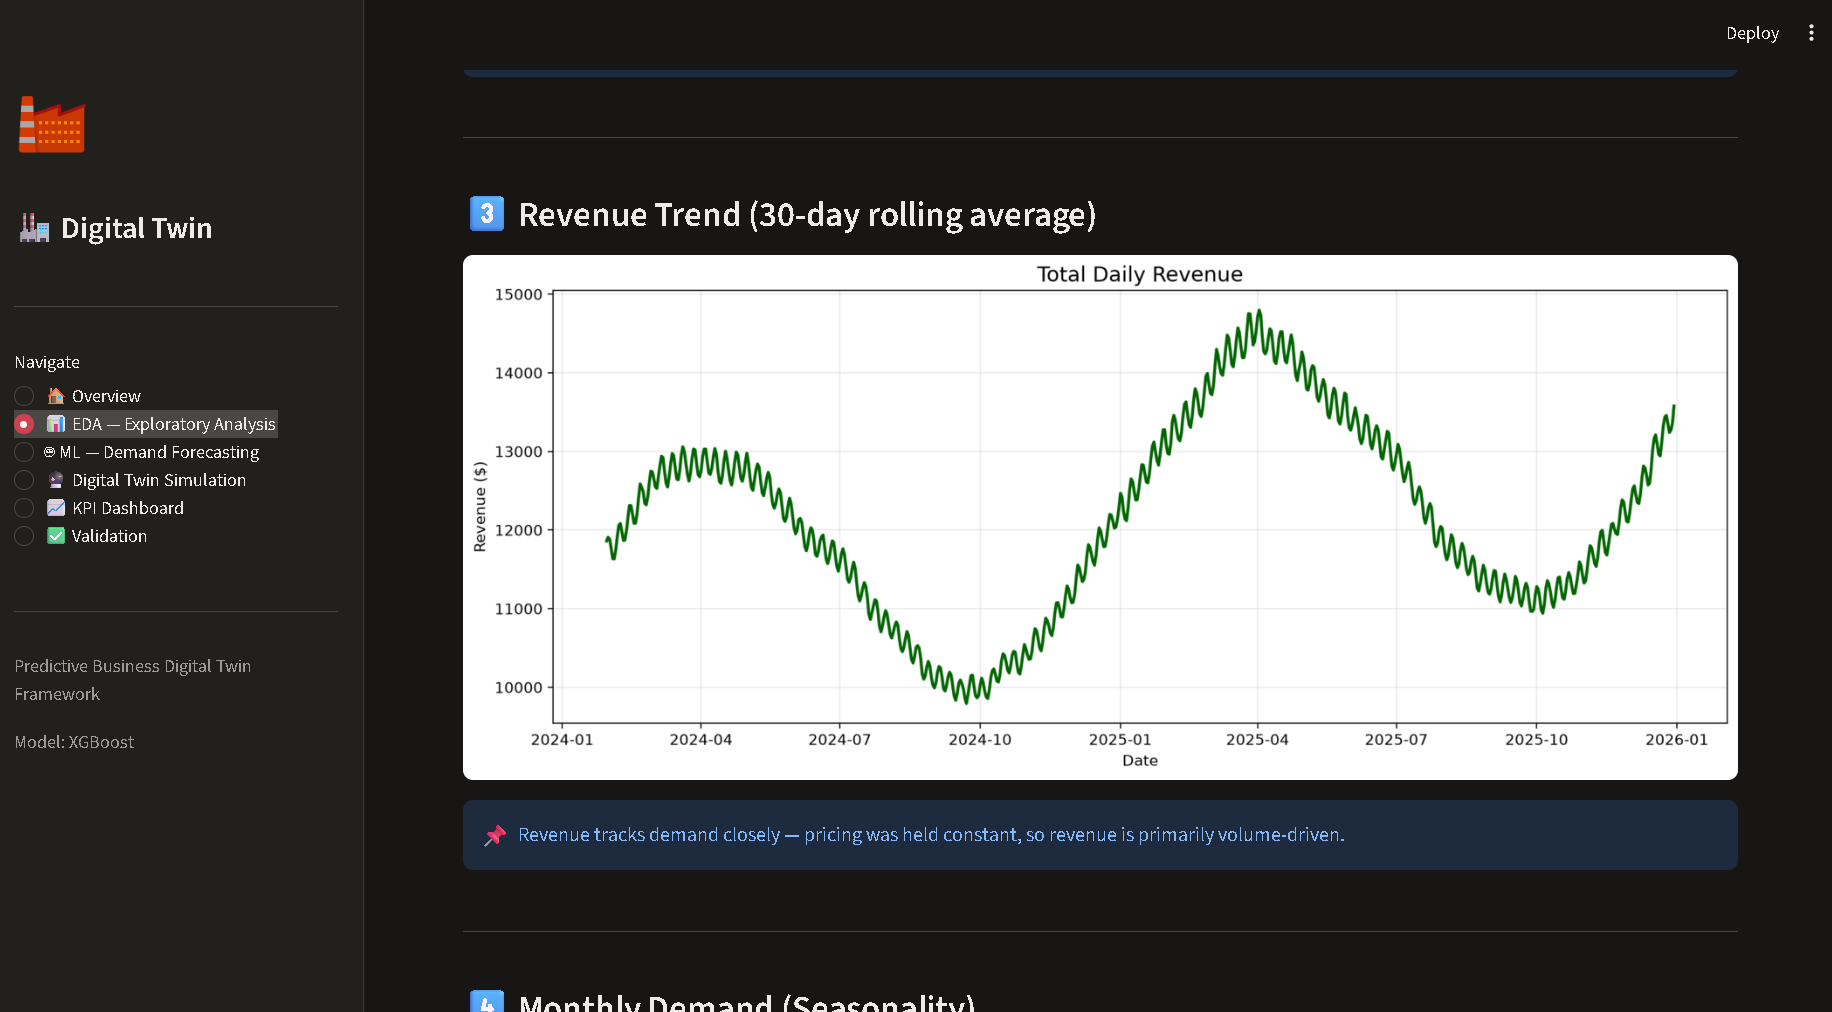 Deploy
Digital Twin
Navigate
Overview
EDA — Exploratory Analysis
ML — Demand Forecasting
Digital Twin Simulation
KPI Dashboard
Validation
Predictive Business Digital Twin
Framework
Model: XGBoost
3 Revenue Trend (30-day rolling average)
Total Daily Revenue
15000
14000
13000
12000
11000
10000
Revenue ($)
2024-01 2024-04 2024-07 2024-10 2025-01 2025-04 2025-07 2025-10 2026-01
Date
Revenue tracks demand closely — pricing was held constant, so revenue is primarily volume-driven.
4 Monthly Demand (Seasonality)